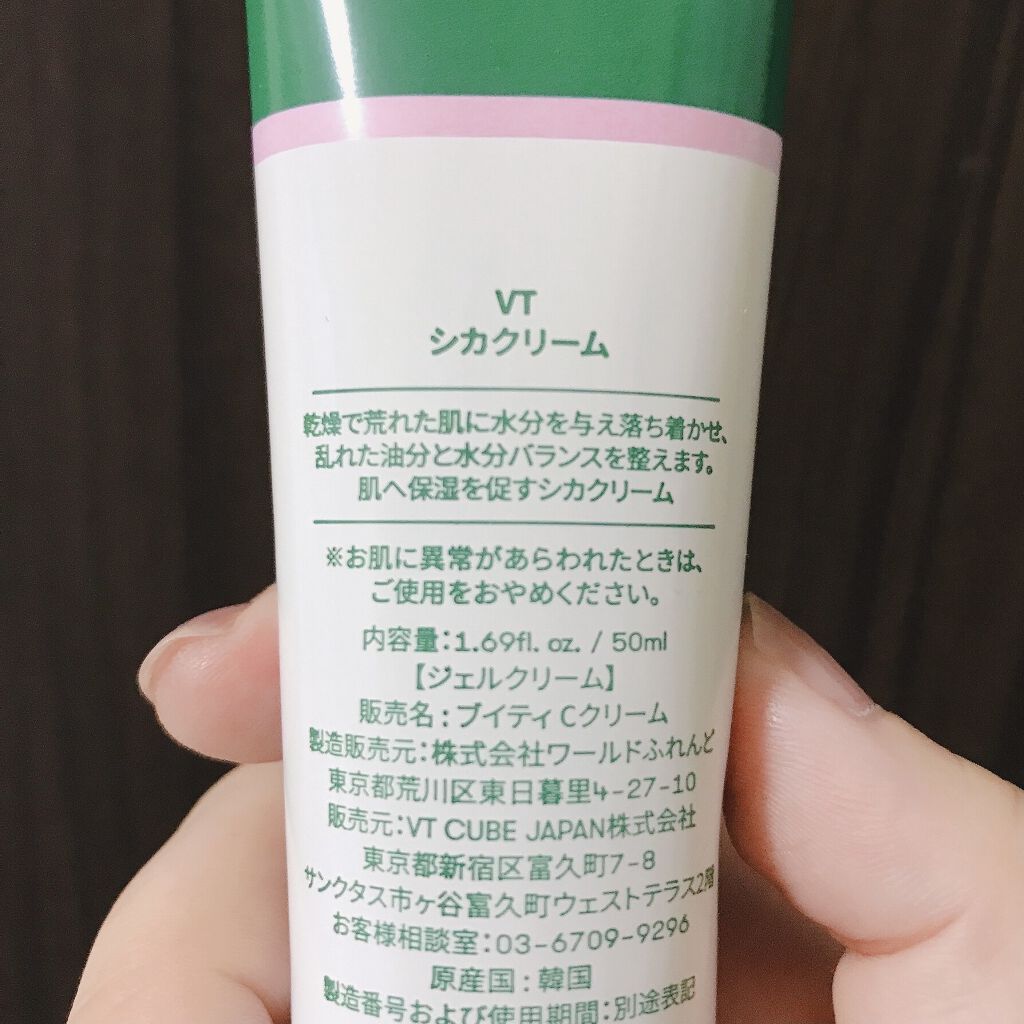 VT
シカクリーム
乾燥で荒れた肌に水分を与え落ち着かせ、
乱れた油分と水分バランスを整えます。
肌へ保湿を促すシカクリーム
※お肌に異常があらわれたときは、
ご使用をおやめください。
内容量:1.69fl. oz. / 50ml
【ジェルクリーム】
販売名:ブイティ Cクリーム
製造販売元:株式会社ワールドふれんど
東京都荒川区東日暮里4-27-10
販売元:VT CUBE JAPAN株式会社
東京都新宿区富久町7-8
サンクタス市ヶ谷富久町ウェストテラス2階
お客様相談室:03-6709-9296
原産国:韓国
製造番号および使用期間:別途表記